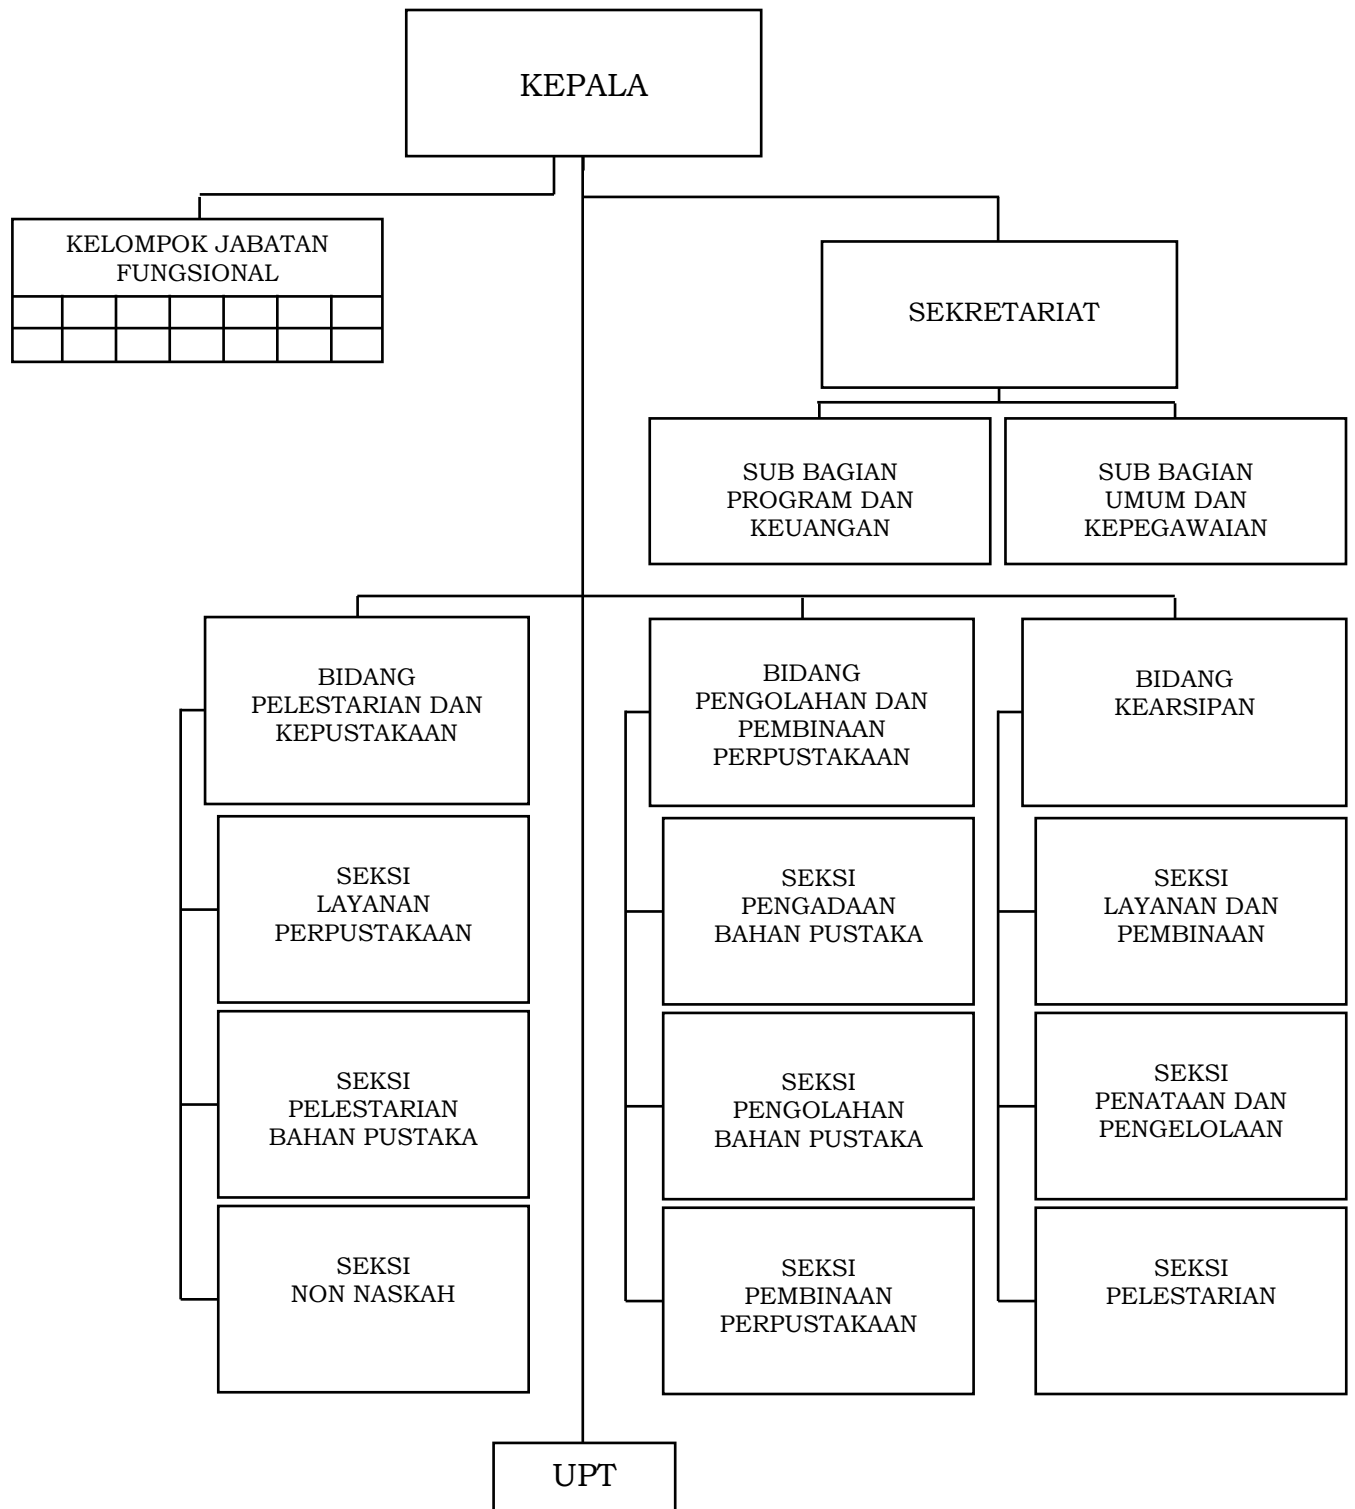 KEPALA
KELOMPOK JABATAN
FUNGSIONAL
SEKRETARIAT
SUB BAGIAN
PROGRAM DAN
KEUANGAN
SUB BAGIAN
UMUM DAN
KEPEGAWAIAN
BIDANG
PELESTARIAN DAN
KEPUSTAKAAN
BIDANG
PENGOLAHAN DAN
PEMBINAAN
PERPUSTAKAAN
BIDANG
KEARSIPAN
SEKSI
LAYANAN
PERPUSTAKAAN
SEKSI
PENGADAAN
BAHAN PUSTAKA
SEKSI
LAYANAN DAN
PEMBINAAN
SEKSI
PELESTARIAN
BAHAN PUSTAKA
SEKSI
PENGOLAHAN
BAHAN PUSTAKA
SEKSI
PENATAAN DAN
PENGELOLAAN
SEKSI
NON NASKAH
SEKSI
PEMBINAAN
PERPUSTAKAAN
SEKSI
PELESTARIAN
UPT